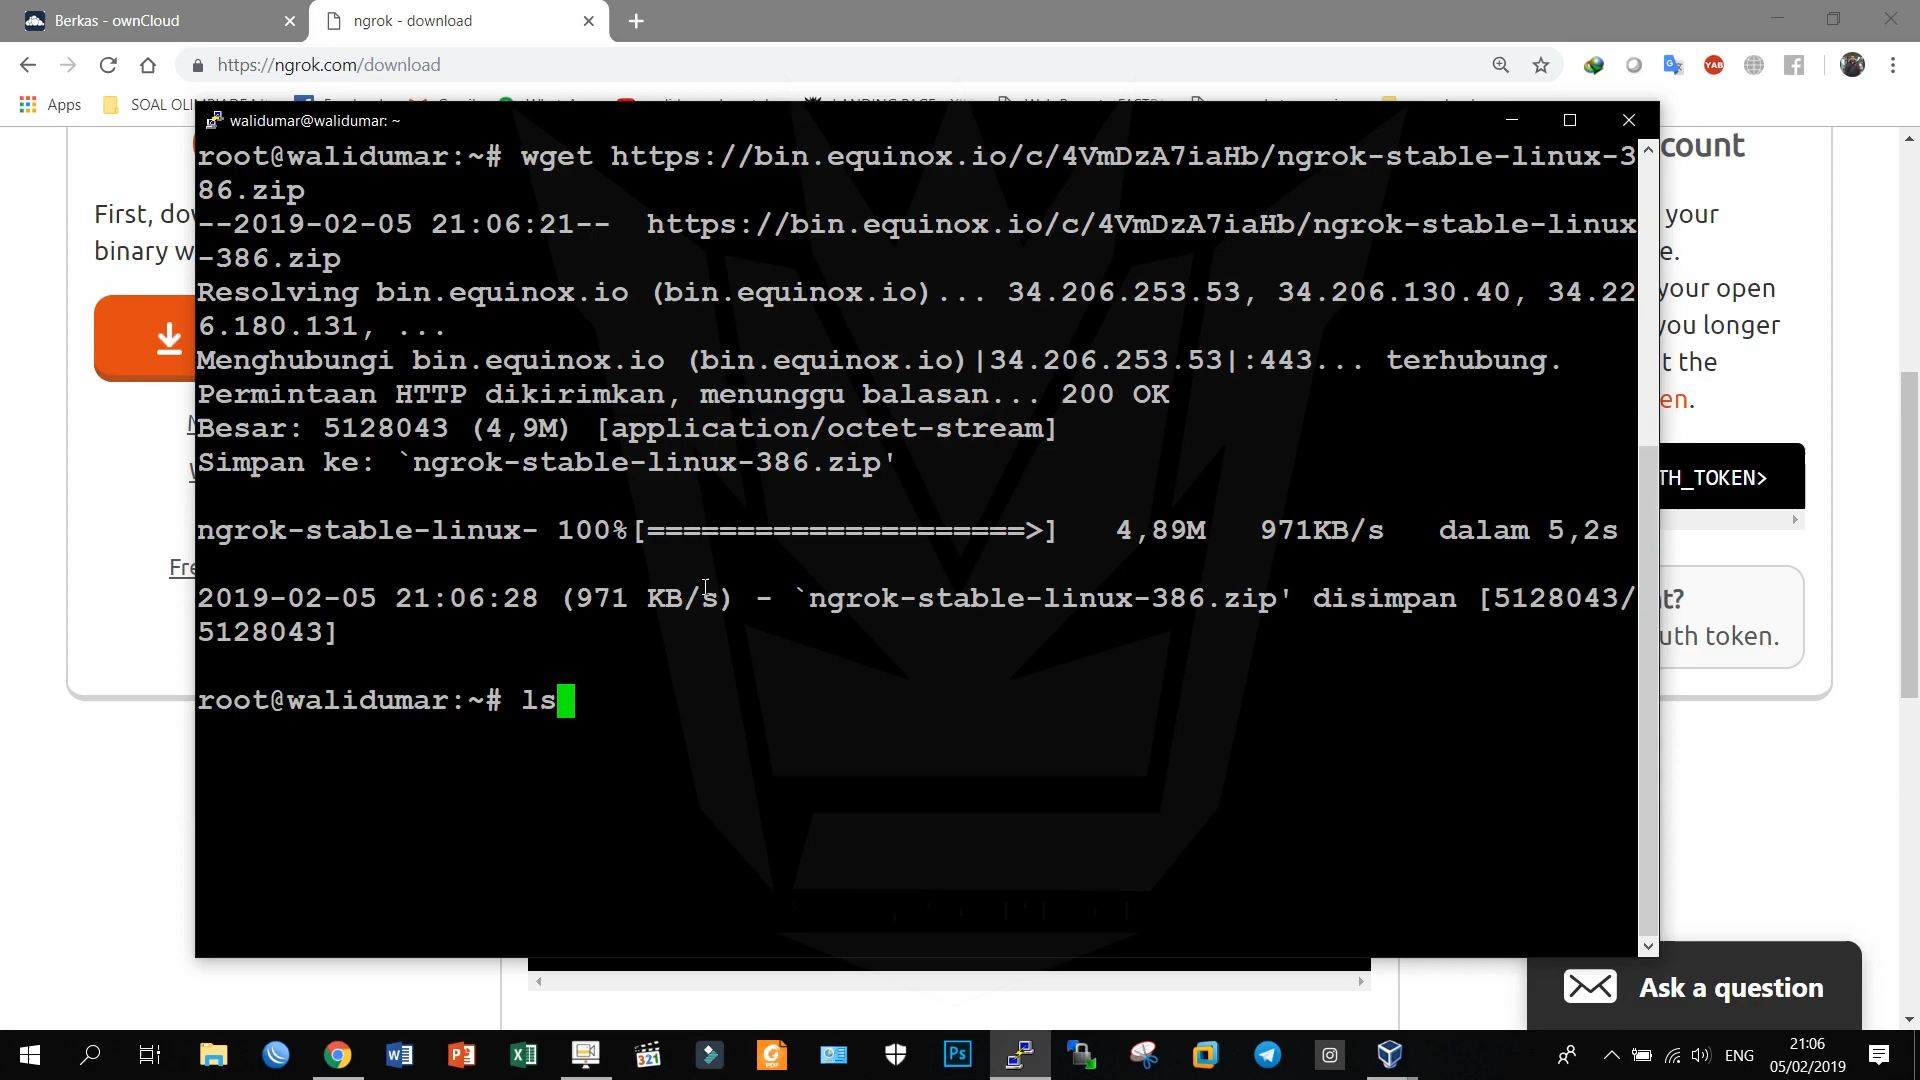 Berkas - ownCloud
ngrok - download
https://ngrok.com/download
Apps
SOAL OLIMPIADE
walidumar@walidumar: ~
root@walidumar:~# wget https://bin.equinox.io/c/4VmDzA7iaHb/ngrok-stable-linux-3
86.zip
--2019-02-05 21:06:21--  https://bin.equinox.io/c/4VmDzA7iaHb/ngrok-stable-linux
-386.zip
Resolving bin.equinox.io (bin.equinox.io)... 34.206.253.53, 34.206.130.40, 34.22
6.180.131, ...
Menghubungi bin.equinox.io (bin.equinox.io)|34.206.253.53|:443... terhubung.
Permintaan HTTP dikirimkan, menunggu balasan... 200 OK
Besar: 5128043 (4,9M) [application/octet-stream]
Simpan ke: `ngrok-stable-linux-386.zip'
ngrok-stable-linux- 100%[=====================>] 4,89M 971KB/s dalam 5,2s
2019-02-05 21:06:28 (971 KB/s) - `ngrok-stable-linux-386.zip' disimpan [5128043/
5128043]
root@walidumar:~# ls
First, dow
binary w
Fre
count
your
e.
your open
you longer
t the
en.
TH_TOKEN>
t?
uth token.
Ask a question
YAB
321
PDF
Ps
ENG
21:06
05/02/2019